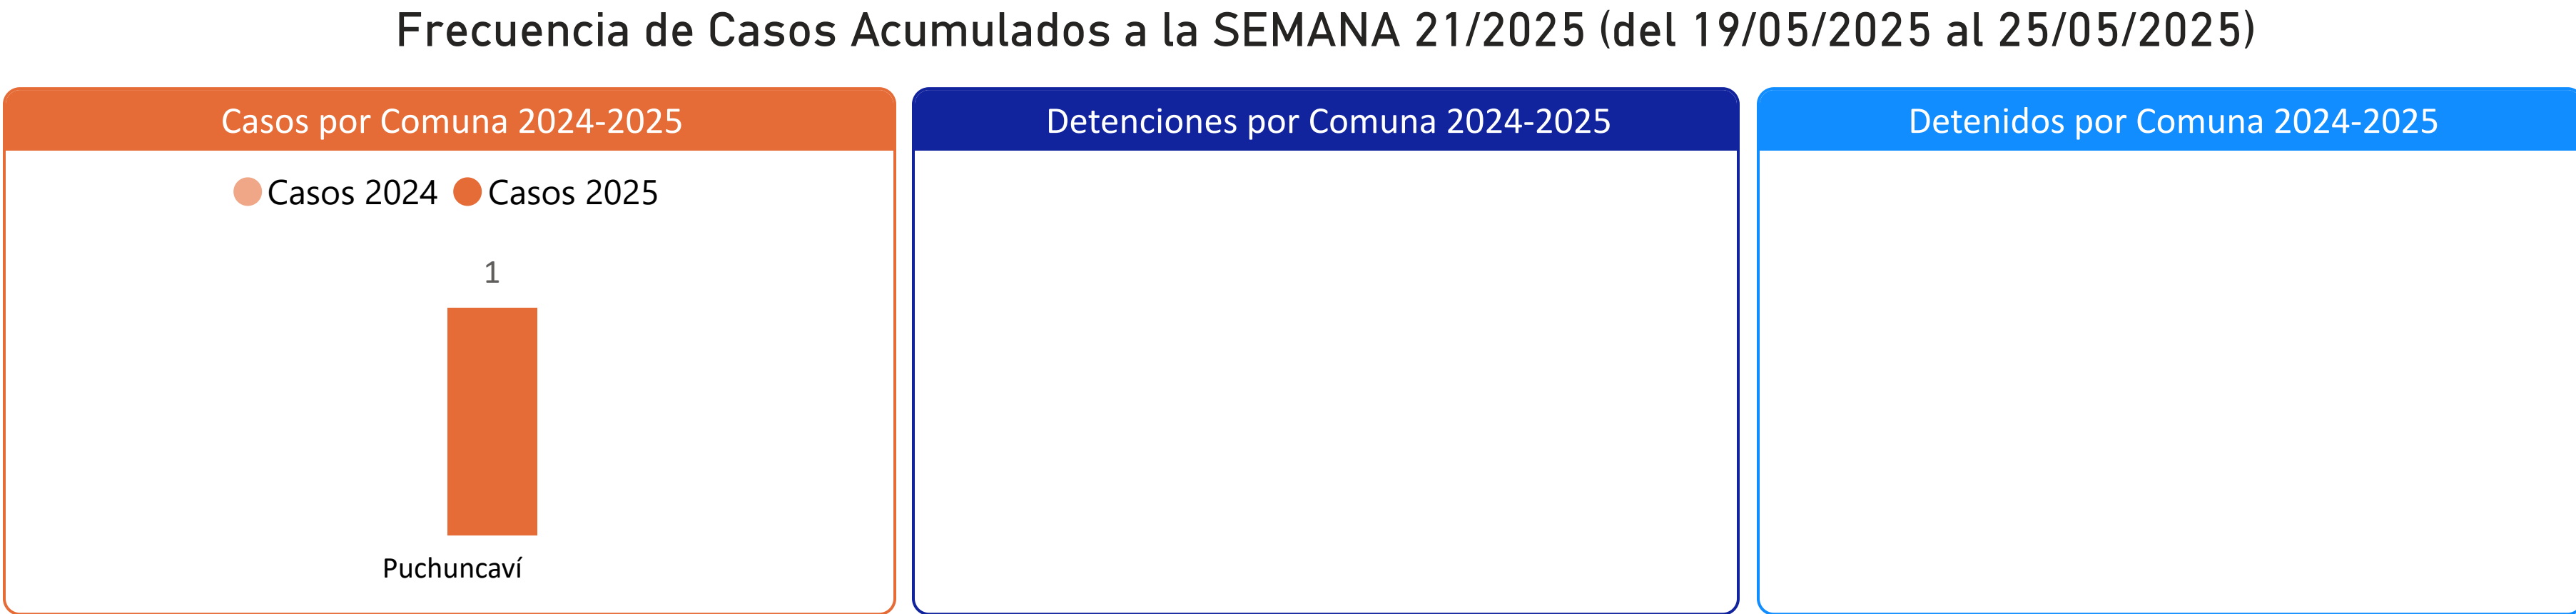 Frecuencia de Casos Acumulados a la SEMANA 21/2025 (del 19/05/2025 al 25/05/2025)
Casos por Comuna 2024-2025
Casos 2024 Casos 2025
1
Puchuncaví
Detenciones por Comuna 2024-2025
Detenidos por Comuna 2024-2025